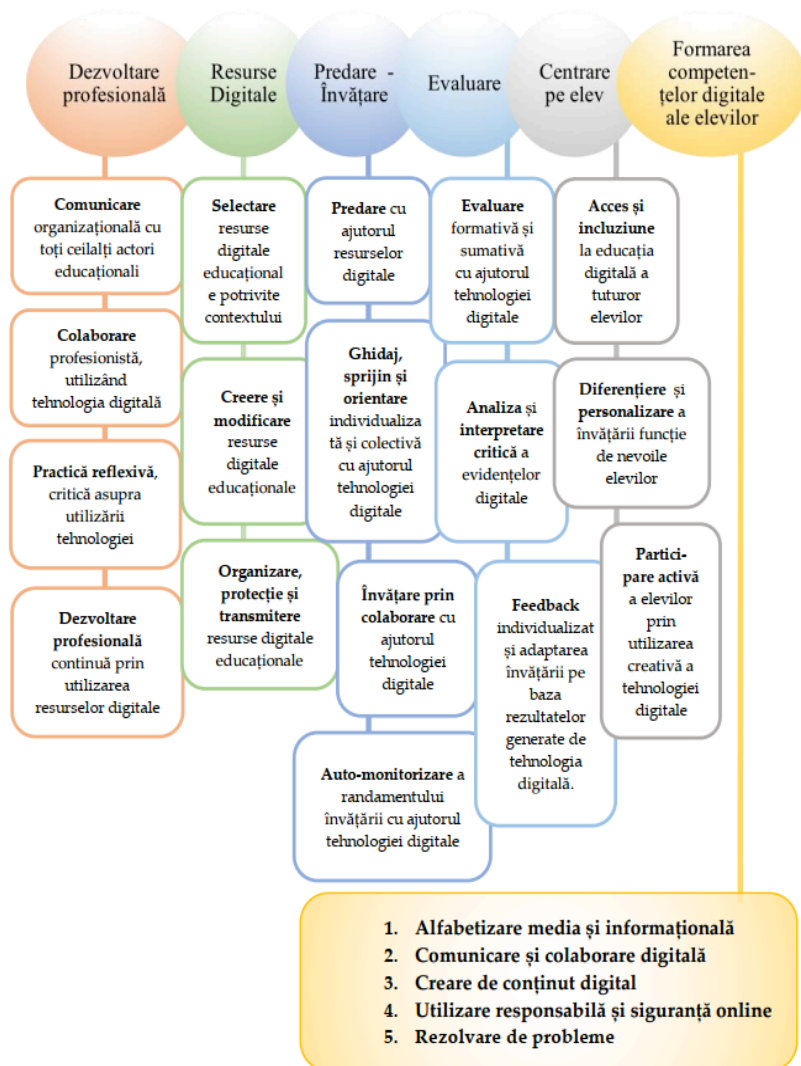 Dezvoltare
profesională
Resurse
Digitale
Predare -
Învățare
Evaluare
Centrare
pe elev
Formarea
competen-
țelor digitale
ale elevilor
Comunicare
organizațională cu
toți ceilalți actori
educaționali
Colaborare
profesionistă,
utilizând
tehnologia digitală
Practică reflexivă,
critică asupra
utilizării
tehnologiei
Dezvoltare
profesională
continuă prin
utilizarea
resurselor digitale
Selectare
resurse
digitale
educațional
e potrivite
contextului
Creere și
modificare
resurse
digitale
educaționale
Organizare,
protecție și
transmitere
resurse digitale
educaționale
Predare cu
ajutorul
resurselor
digitale
Ghidaj,
sprijin și
orientare
individualiza
tă și colectivă
cu ajutorul
tehnologiei
digitale
Învățare prin
colaborare cu
ajutorul
tehnologiei
digitale
Auto-monitorizare a
randamentului
învățării cu ajutorul
tehnologiei digitale
Evaluare
formativă și
sumativă
cu ajutorul
tehnologiei
digitale
Analiza și
interpretare
critică a
evidențelor
digitale
Feedback
individualizat
și adaptarea
învățării pe
baza
rezultatelor
generate de
tehnologia
digitală.
Acces și
incluziune
la educația
digitală a
tuturor
elevilor
Diferențiere și
personalizare a
învățării funcție
de nevoile
elevilor
Partici-
pare activă
a elevilor
prin
utilizarea
creativă a
tehnologiei
digitale
1. Alfabetizare media și informațională
2. Comunicare și colaborare digitală
3. Creare de conținut digital
4. Utilizare responsabilă și siguranță online
5. Rezolvare de probleme